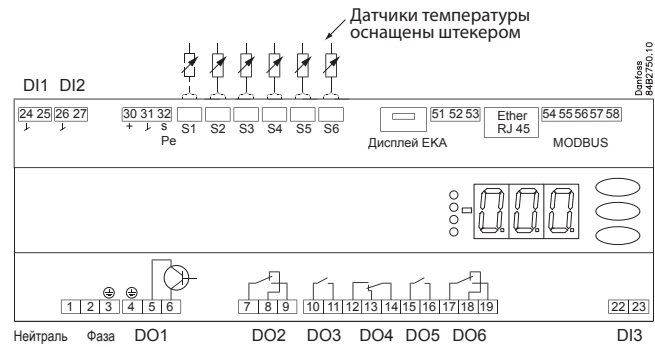 Датчики температуры
оснащены штекером
Danfoss
84B2750.10
DI1 DI2
24 25 26 27 30 31 32 51 52 53 Ether 54 55 56 57 58
+ s S1 S2 S3 S4 S5 S6 RJ 45
Pe Дисплей EKA MODBUS
0.0.0.
1 2 3 4 5 6 7 8 9 10 11 12 13 14 15 16 17 18 19 22 23
Нейтраль Фаза DO1 DO2 DO3 DO4 DO5 DO6 DI3